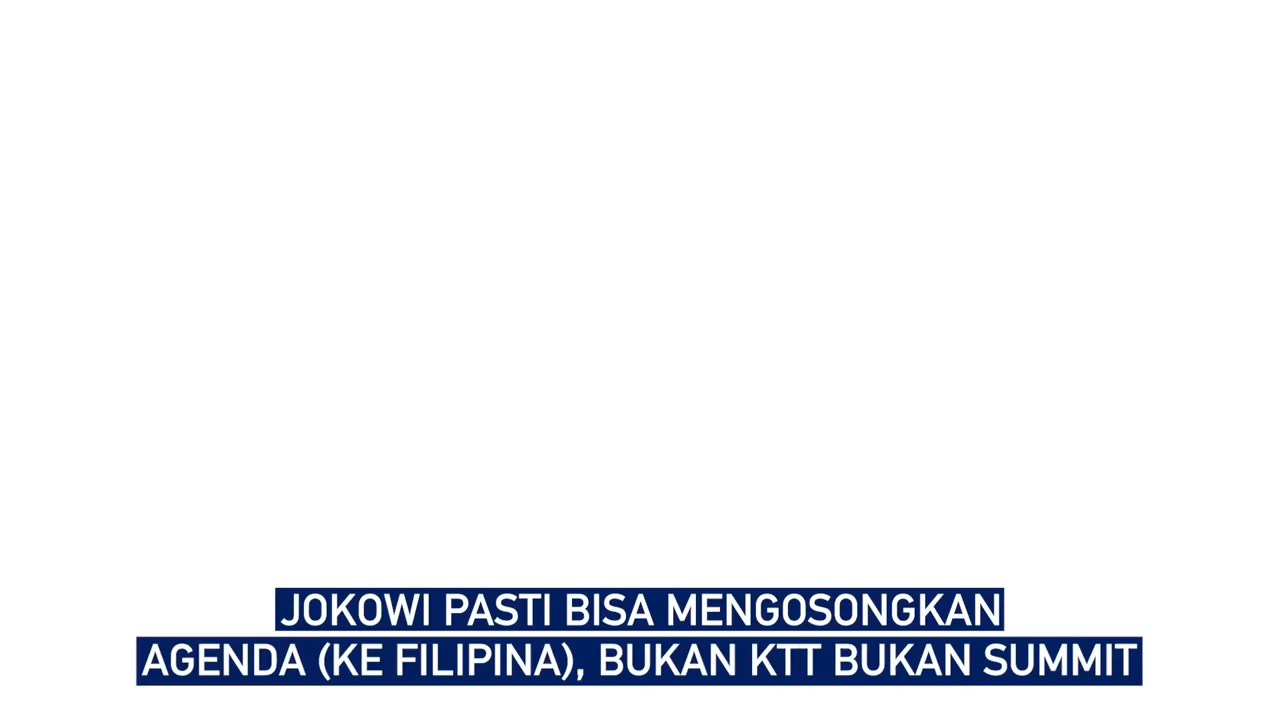 JOKOWI PASTI BISA MENGOSONGKAN
AGENDA (KE FILIPINA), BUKAN KTT BUKAN SUMMIT